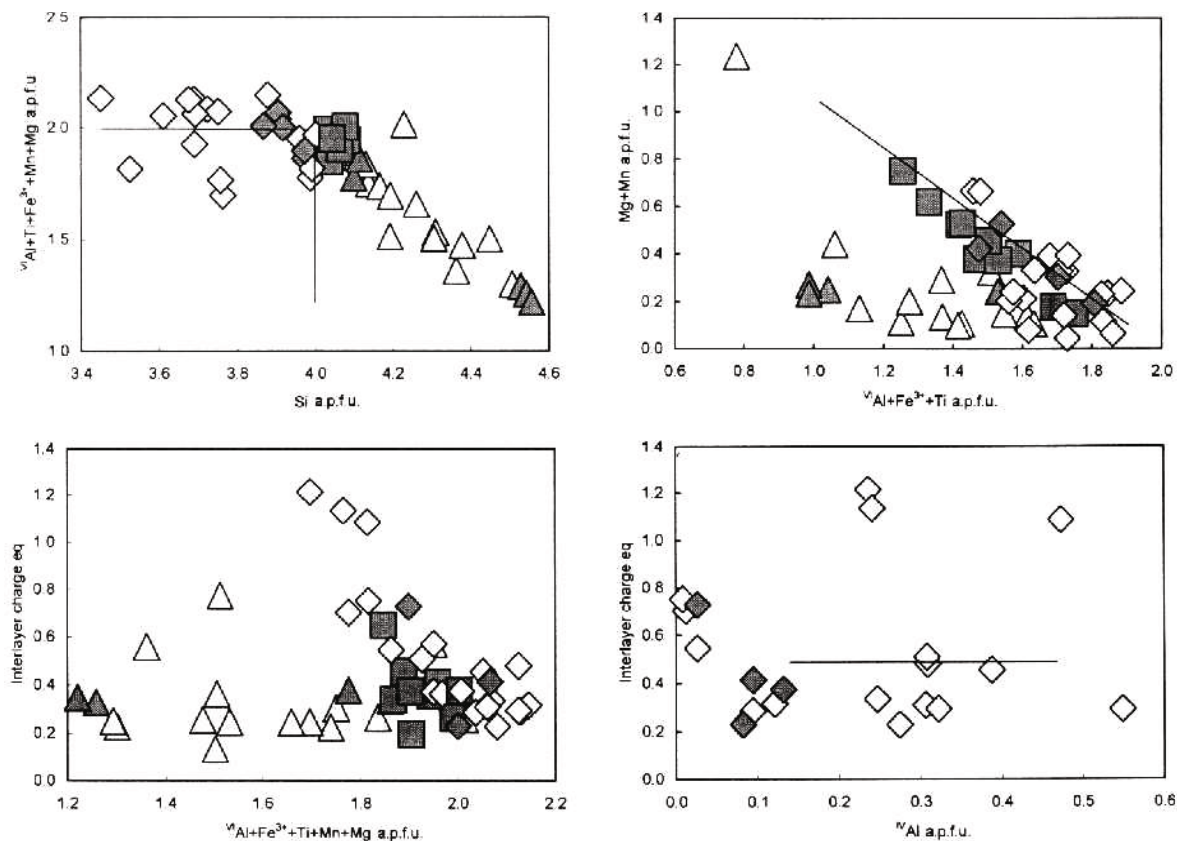 2.5
2.0
1.5
1.0
3.4 3.6 3.8 4.0 4.2 4.4 4.6
Si a.p.f.u.
ᵛᴵAl+Ti+Fe³⁺+Mn+Mg a.p.f.u
1.4
1.2
1.0
0.8
0.6
0.4
0.2
0.0
0.6 0.8 1.0 1.2 1.4 1.6 1.8 2.0
ⱽᴵAl+Fe³⁺+Ti a.p.f.u.
Mg+Mn a.p.f.u.
1.4
1.2
1.0
0.8
0.6
0.4
0.2
0.0
1.2 1.4 1.6 1.8 2.0 2.2
ⱽᴵAl+Fe³⁺+Ti+Mn+Mg a.p.f.u.
Interlayer charge eq
1.4
1.2
1.0
0.8
0.6
0.4
0.2
0.0
0.0 0.1 0.2 0.3 0.4 0.5 0.6
ᴵⱽAl a.p.f.u.
Interlayer charge eq